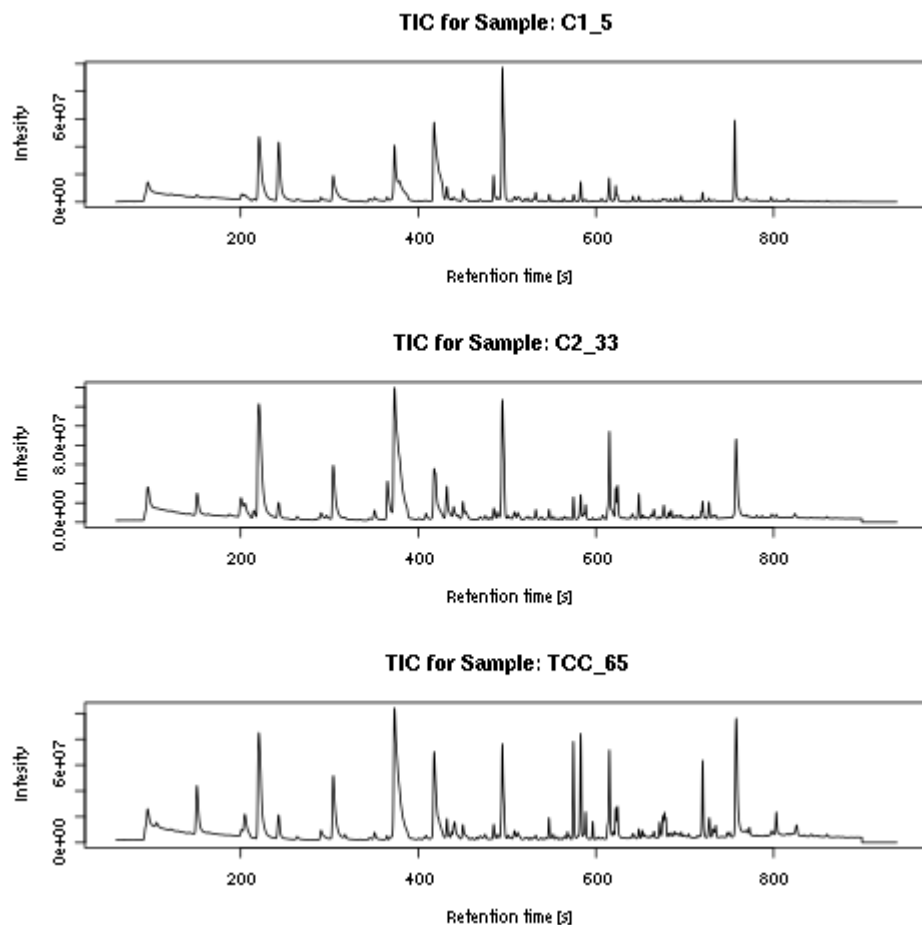 TIC for Sample: C1_5
Intesity
6e+07
0e+00
200 400 600 800
Retention time [s]
TIC for Sample: C2_33
Intesity
8.0e+07
0.0e+00
200 400 600 800
Retention time [s]
TIC for Sample: TCC_65
Intesity
6e+07
0e+00
200 400 600 800
Retention time [s]